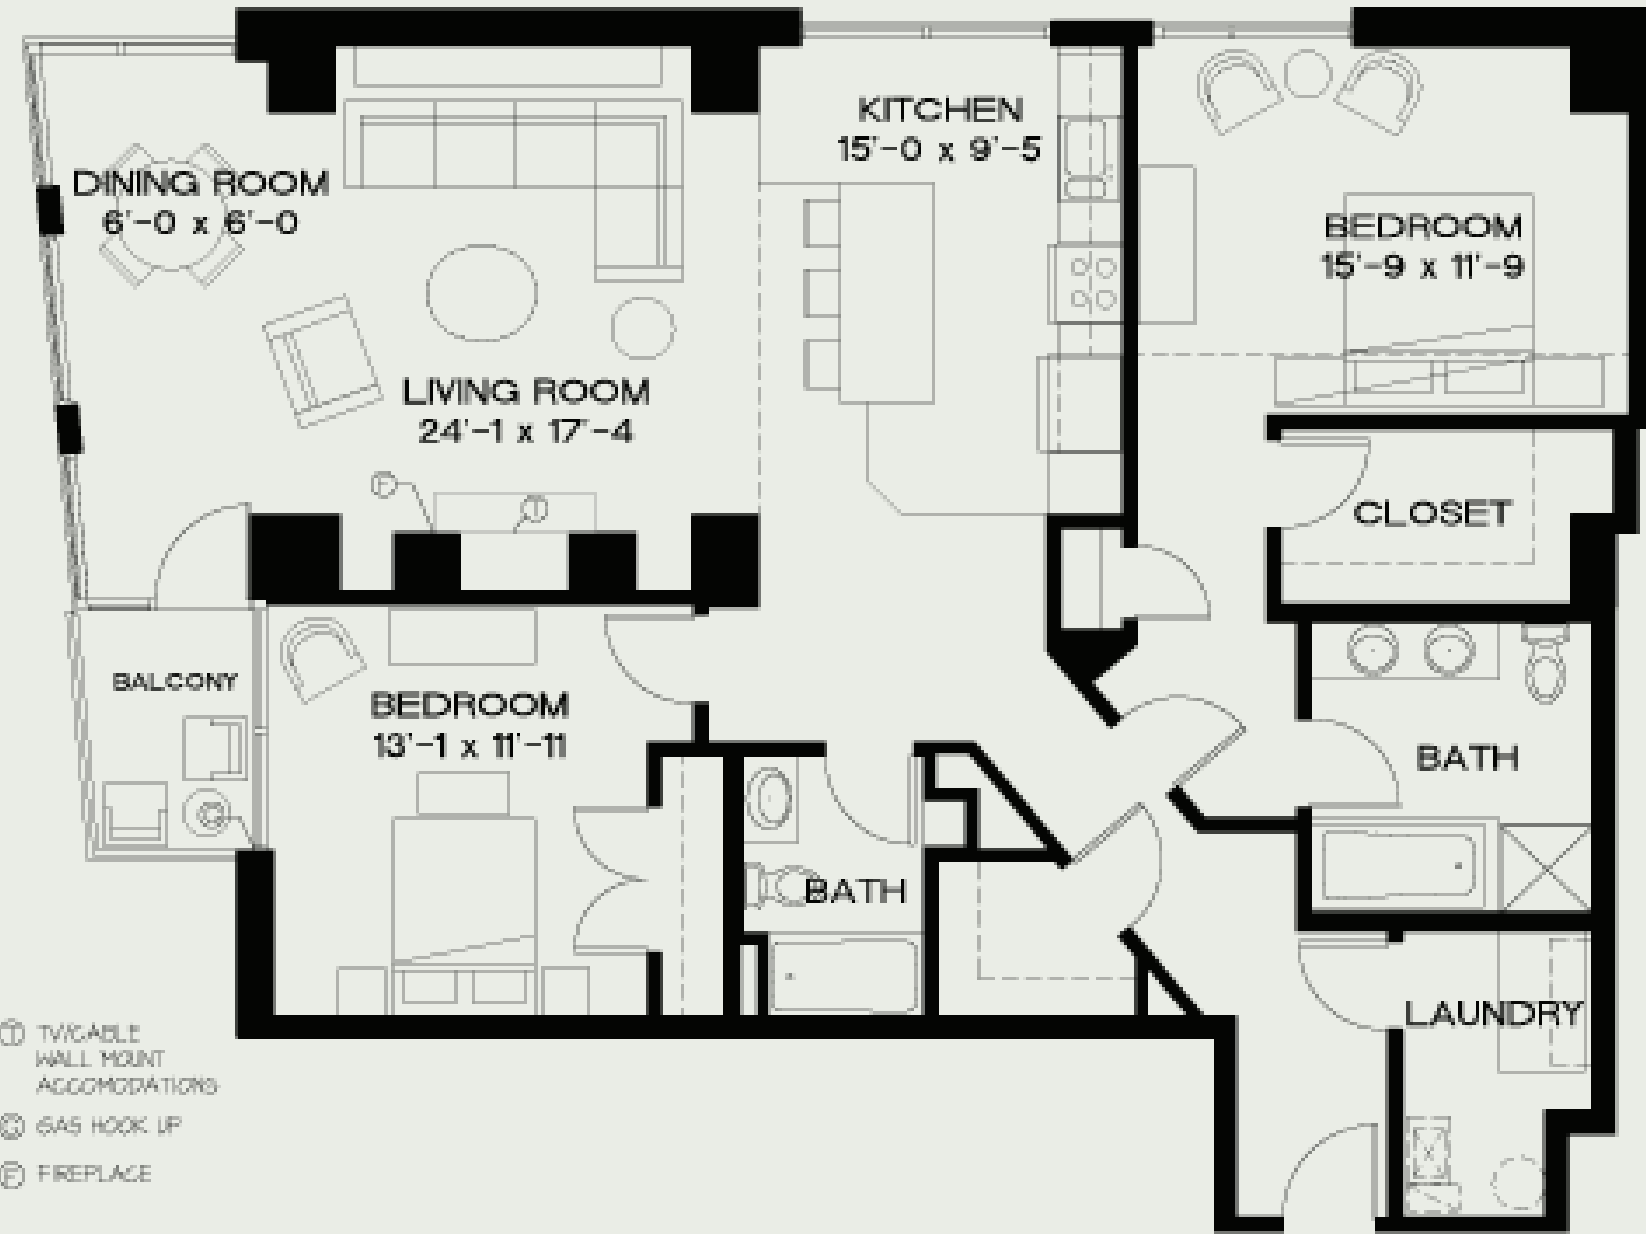 KITCHEN
15'-0 x 9'-5
DINING ROOM
6'-0 x 6'-0
BEDROOM
15'-9 x 11'-9
LIVING ROOM
24'-1 x 17'-4
F
T
CLOSET
BALCONY
BEDROOM
13'-1 x 11'-11
BATH
G
BATH
LAUNDRY
T TV/CABLE
WALL MOUNT
ACCOMODATIONS
G GAS HOOK UP
F FIREPLACE